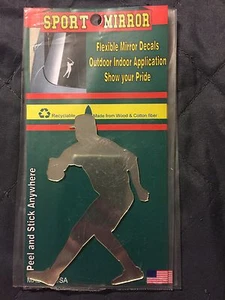 SPORT MIRROR
Flexible Mirror Decals
Outdoor Indoor Application
Show your Pride
Recyclable Made from Wood & Cotton fiber
Peel and Stick Anywhere
SA